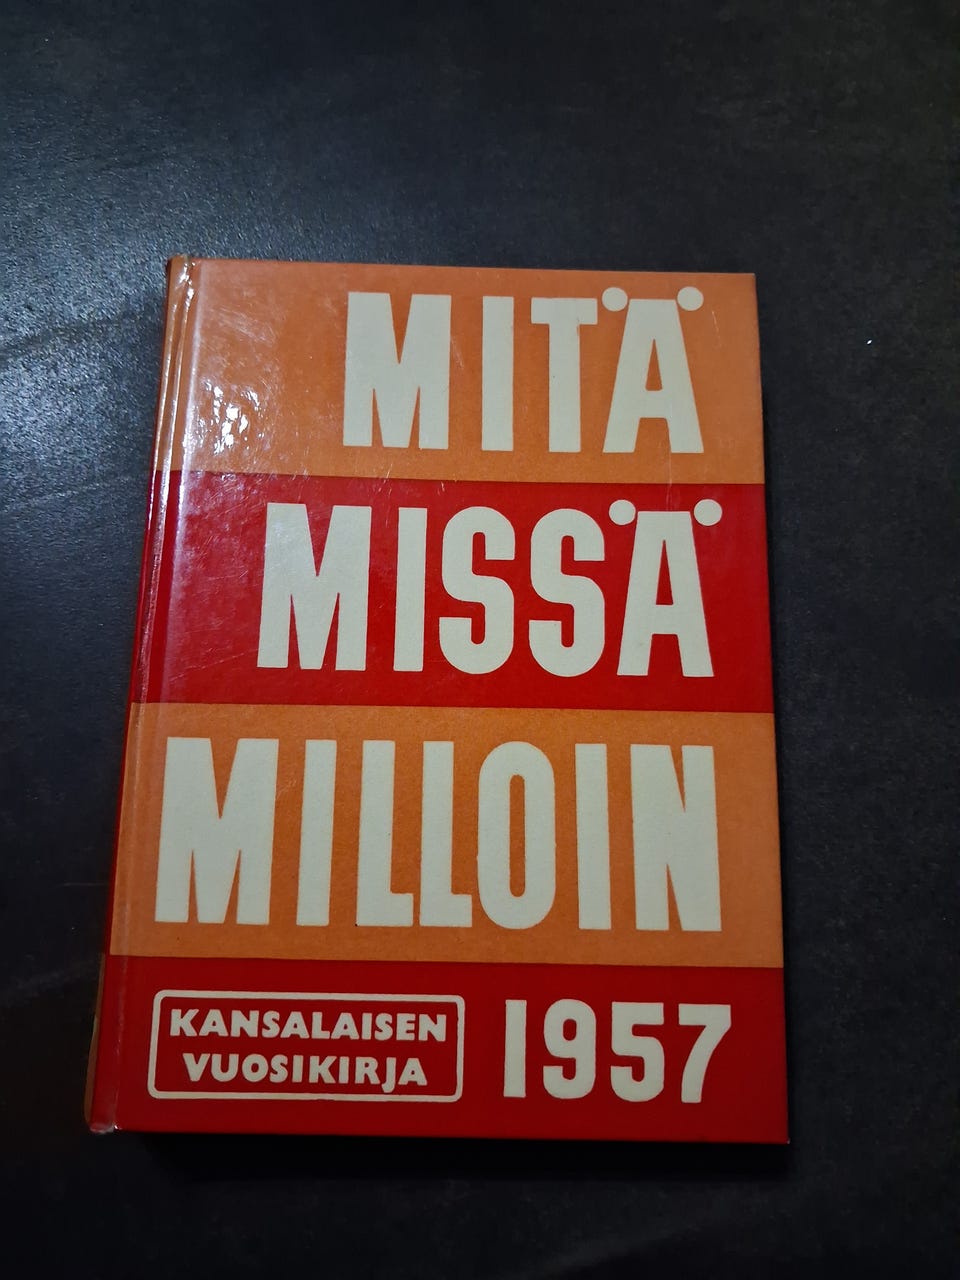 MITÄ
MISSÄ
MILLOIN
KANSALAISEN
VUOSIKIRJA
1957